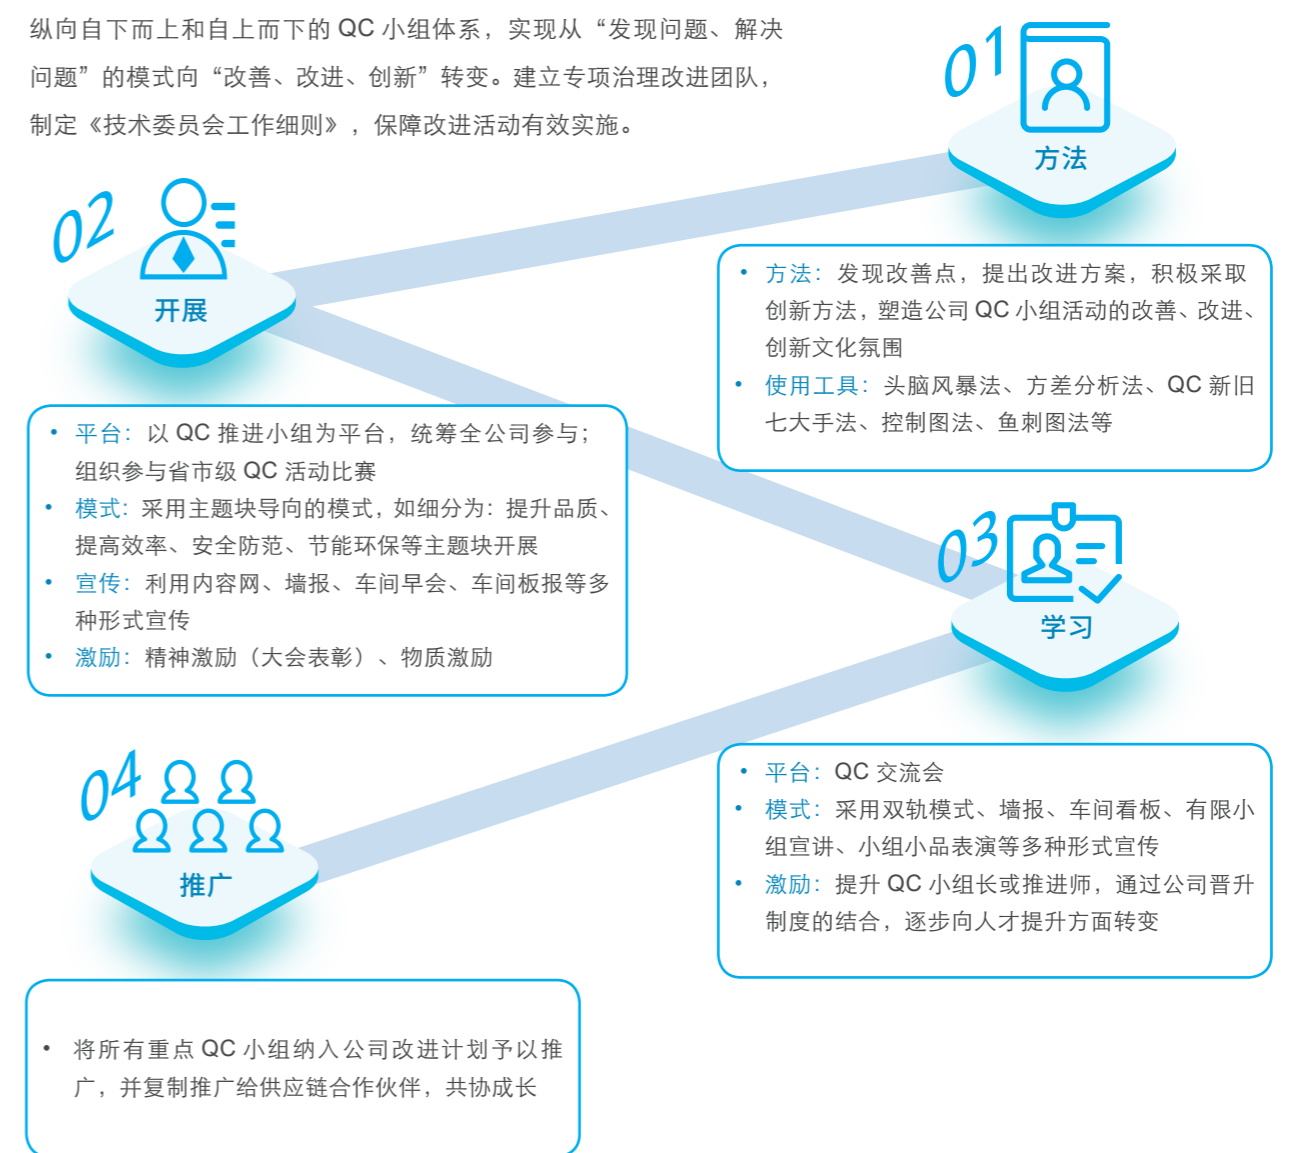 纵向自下而上和自上而下的 QC 小组体系，实现从“发现问题、解决
问题”的模式向“改善、改进、创新”转变。建立专项治理改进团队，
制定《技术委员会工作细则》，保障改进活动有效实施。
01
方法
• 方法：发现改善点，提出改进方案，积极采取
创新方法，塑造公司 QC 小组活动的改善、改进、
创新文化氛围
• 使用工具：头脑风暴法、方差分析法、QC 新旧
七大手法、控制图法、鱼刺图法等
02
开展
• 平台：以 QC 推进小组为平台，统筹全公司参与；
组织参与省市级 QC 活动比赛
• 模式：采用主题块导向的模式，如细分为：提升品质、
提高效率、安全防范、节能环保等主题块开展
• 宣传：利用内容网、墙报、车间早会、车间板报等多
种形式宣传
• 激励：精神激励（大会表彰）、物质激励
03
学习
• 平台：QC 交流会
• 模式：采用双轨模式、墙报、车间看板、有限小
组宣讲、小组小品表演等多种形式宣传
• 激励：提升 QC 小组长或推进师，通过公司晋升
制度的结合，逐步向人才提升方面转变
04
推广
• 将所有重点 QC 小组纳入公司改进计划予以推
广，并复制推广给供应链合作伙伴，共协成长